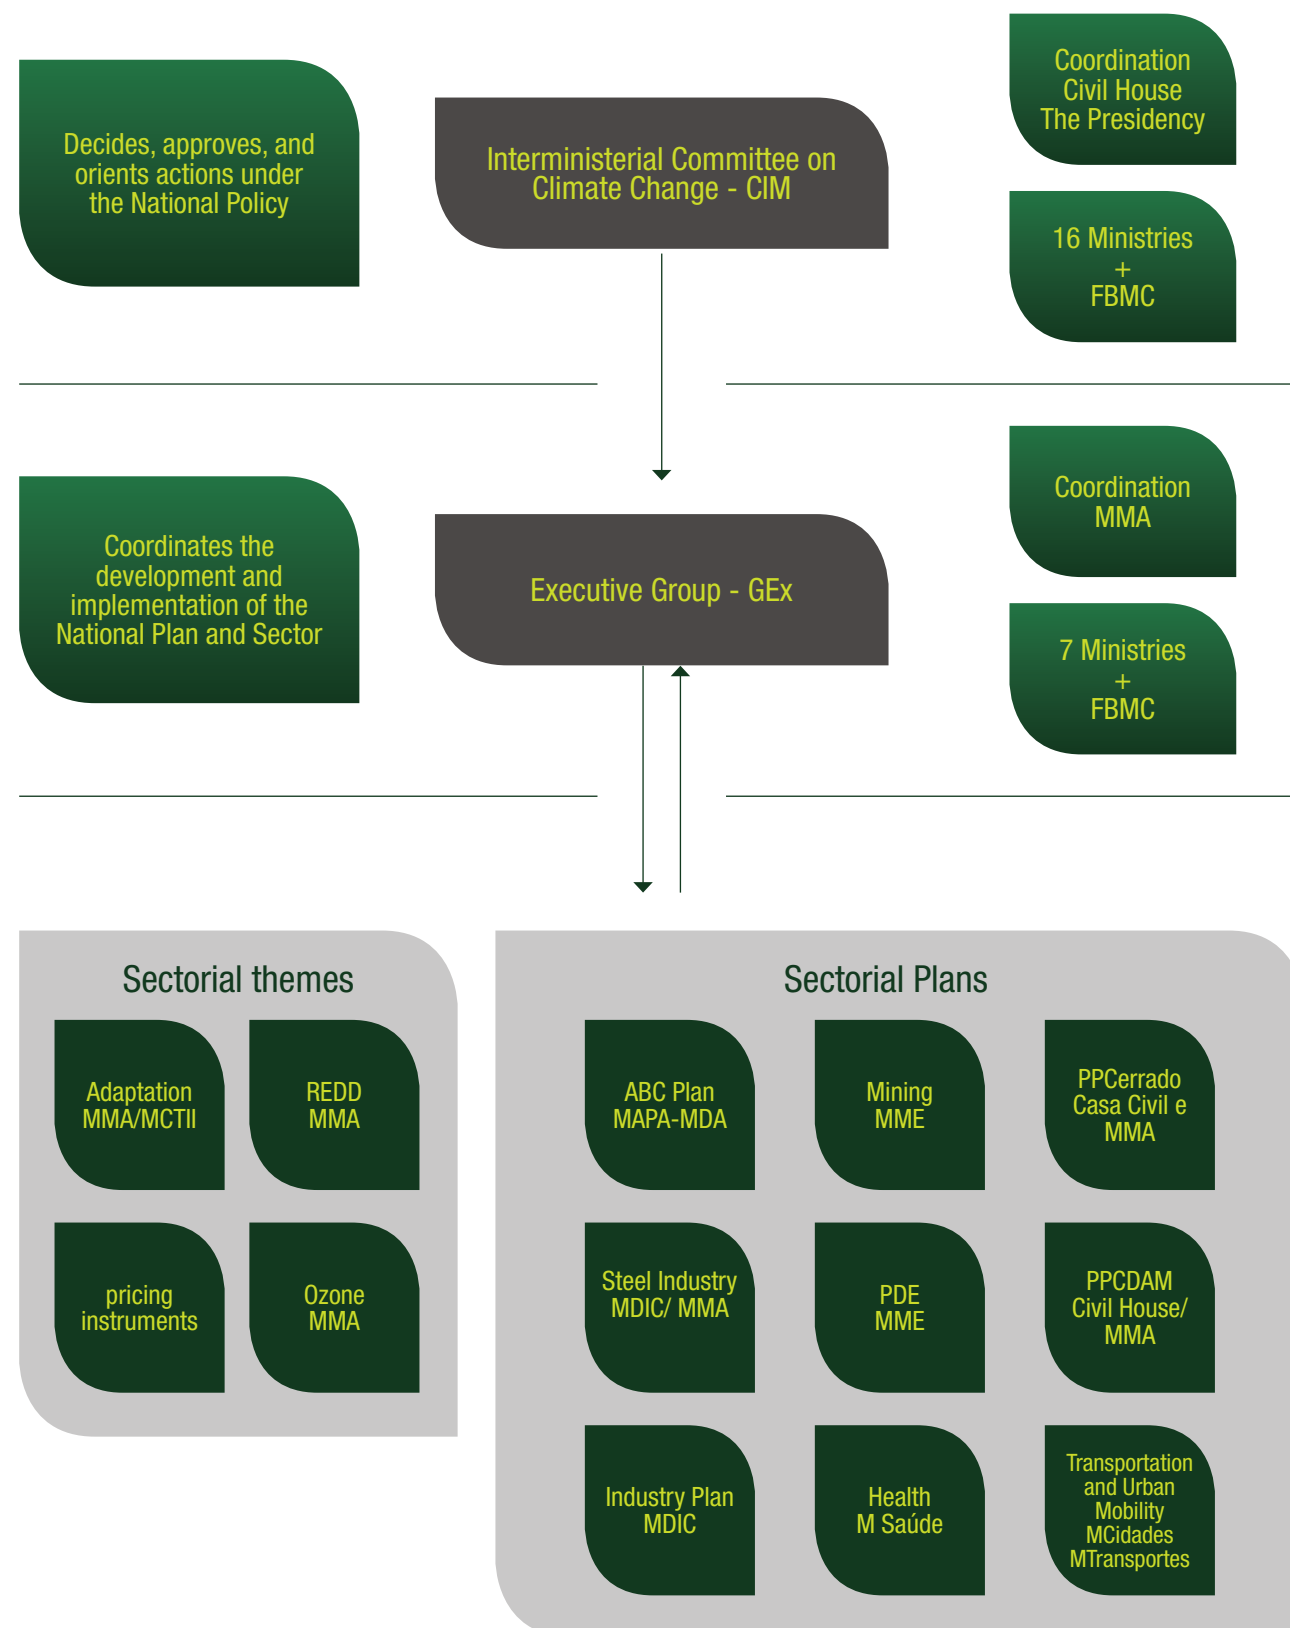 Decides, approves, and
orients actions under
the National Policy
Interministerial Committee on
Climate Change - CIM
Coordination
Civil House
The Presidency
16 Ministries
+
FBMC
Coordinates the
development and
implementation of the
National Plan and Sector
Executive Group - GEx
Coordination
MMA
7 Ministries
+
FBMC
Sectorial themes
Adaptation
MMA/MCTII
REDD
MMA
pricing
instruments
Ozone
MMA
Sectorial Plans
ABC Plan
MAPA-MDA
Mining
MME
PPCerrado
Casa Civil e
MMA
Steel Industry
MDIC/ MMA
PDE
MME
PPCDAM
Civil House/
MMA
Industry Plan
MDIC
Health
M Saúde
Transportation
and Urban
Mobility
MCidades
MTransportes